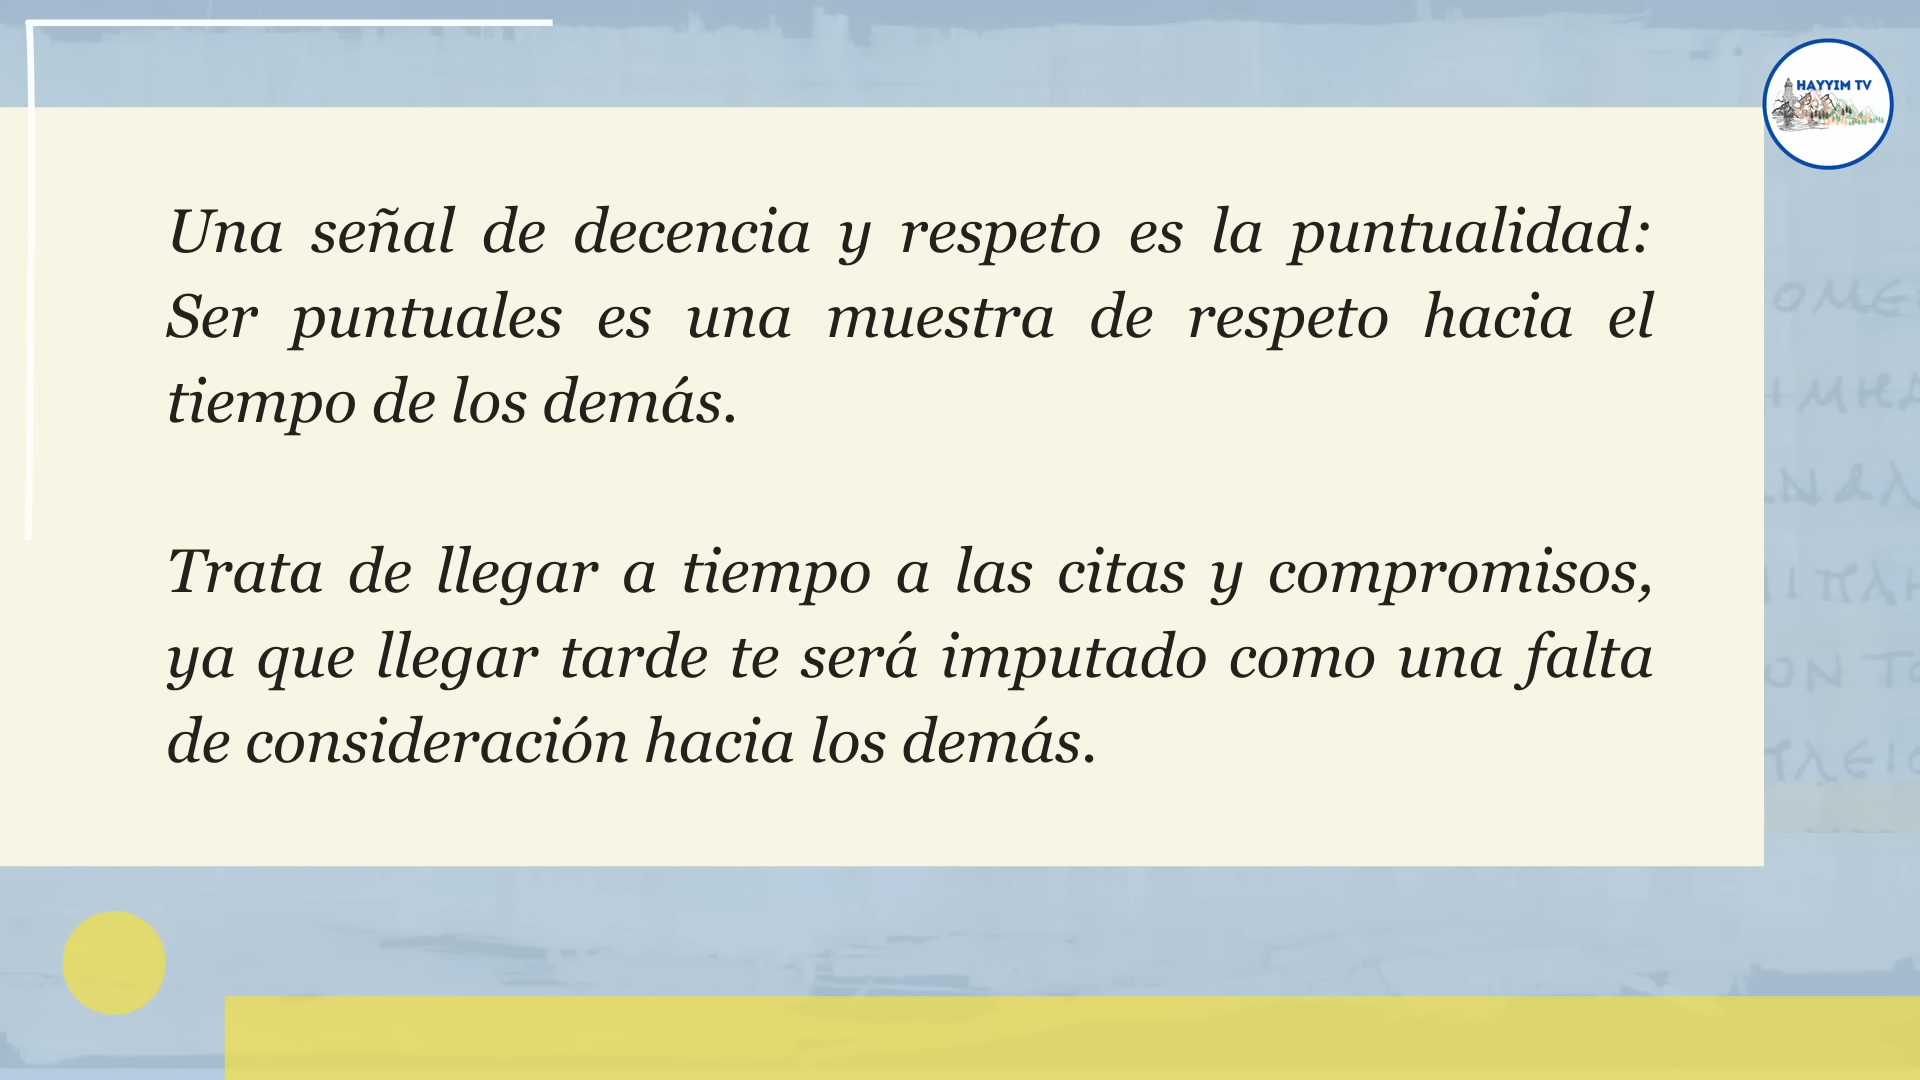 HAYYIM TV
Una señal de decencia y respeto es la puntualidad:
Ser puntuales es una muestra de respeto hacia el
tiempo de los demás.
Trata de llegar a tiempo a las citas y compromisos,
ya que llegar tarde te será imputado como una falta
de consideración hacia los demás.